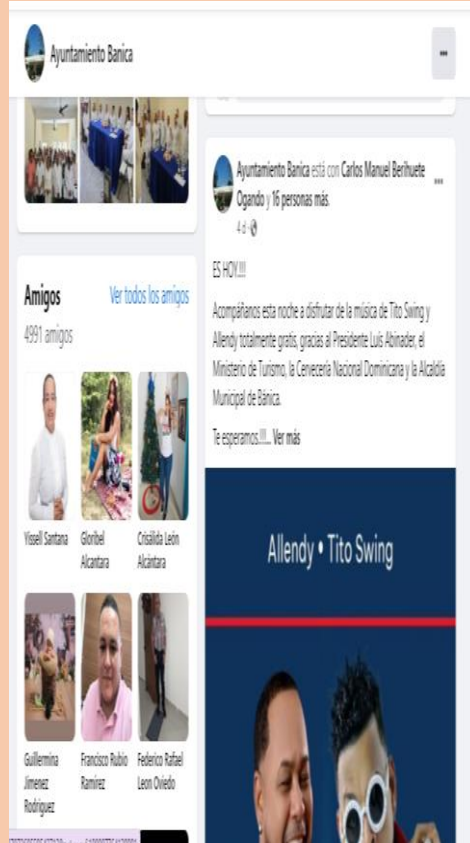 Ayuntamiento Banica
Amigos
Ver todos los amigos
4991 amigos
Yissell Santana
Gloribel
Alcantara
Crisálida León
Alcántara
Guillermina
Jimenez
Rodriguez
Francisco Rubio
Ramirez
Federico Rafael
Leon Oviedo
Ayuntamiento Banica está con Carlos Manuel Berihuete
Ogando y 16 personas más.
4 d
ES HOY.!!!
Acompáñanos esta noche a disfrutar de la música de Tito Swing y
Allendy totalmente gratis, gracias al Presidente Luis Abinader, el
Ministerio de Turismo, la Cervecería Nacional Dominicana y la Alcaldía
Municipal de Bánica.
Te esperamos.!!!... Ver más
Allendy • Tito Swing